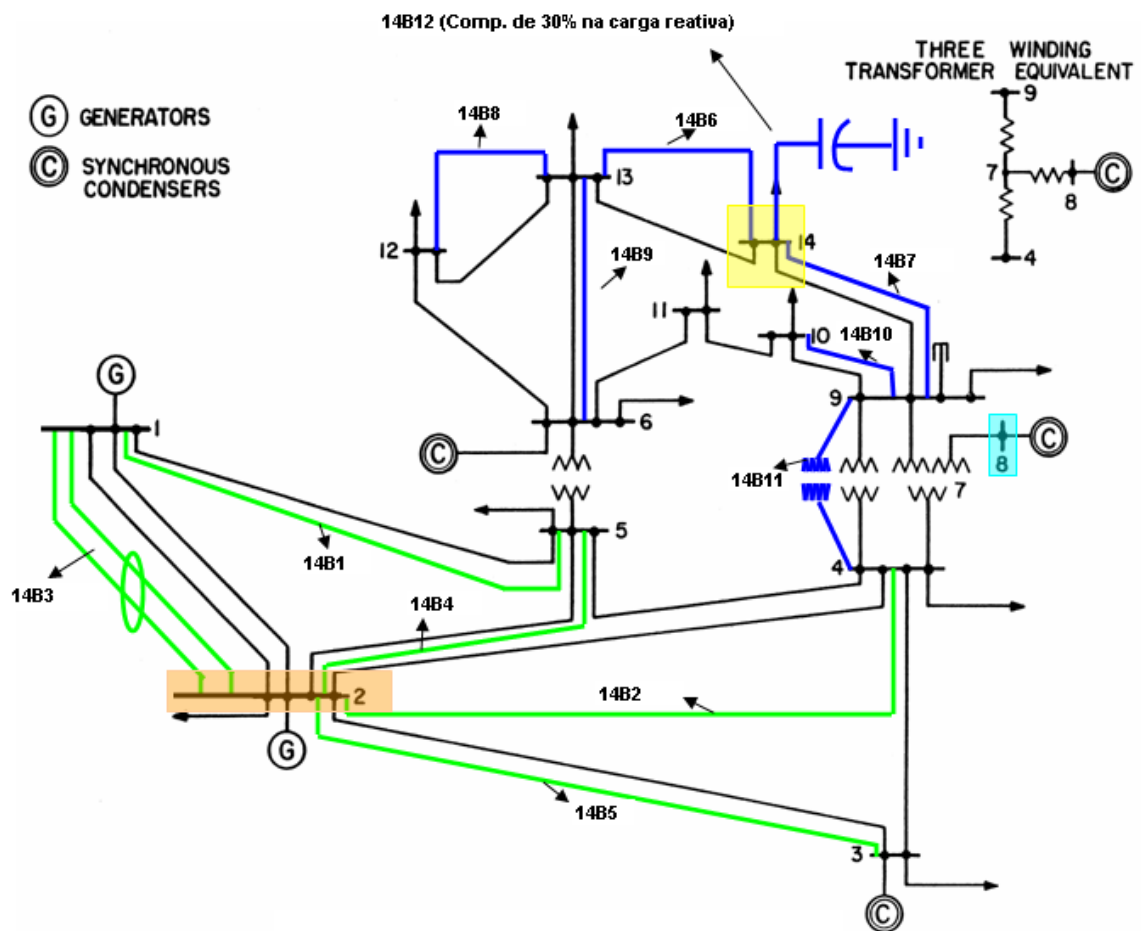 14B12 (Comp. de 30% na carga reativa)
THREE WINDING
TRANSFORMER EQUIVALENT
9
7
8
C
4
G GENERATORS
C SYNCHRONOUS
CONDENSERS
14B8
14B6
13
12
14
14B9
14B7
11
10
14B10
G
1
9
6
C
8
C
14B11
7
5
4
14B1
14B3
14B4
2
14B2
G
14B5
3
C